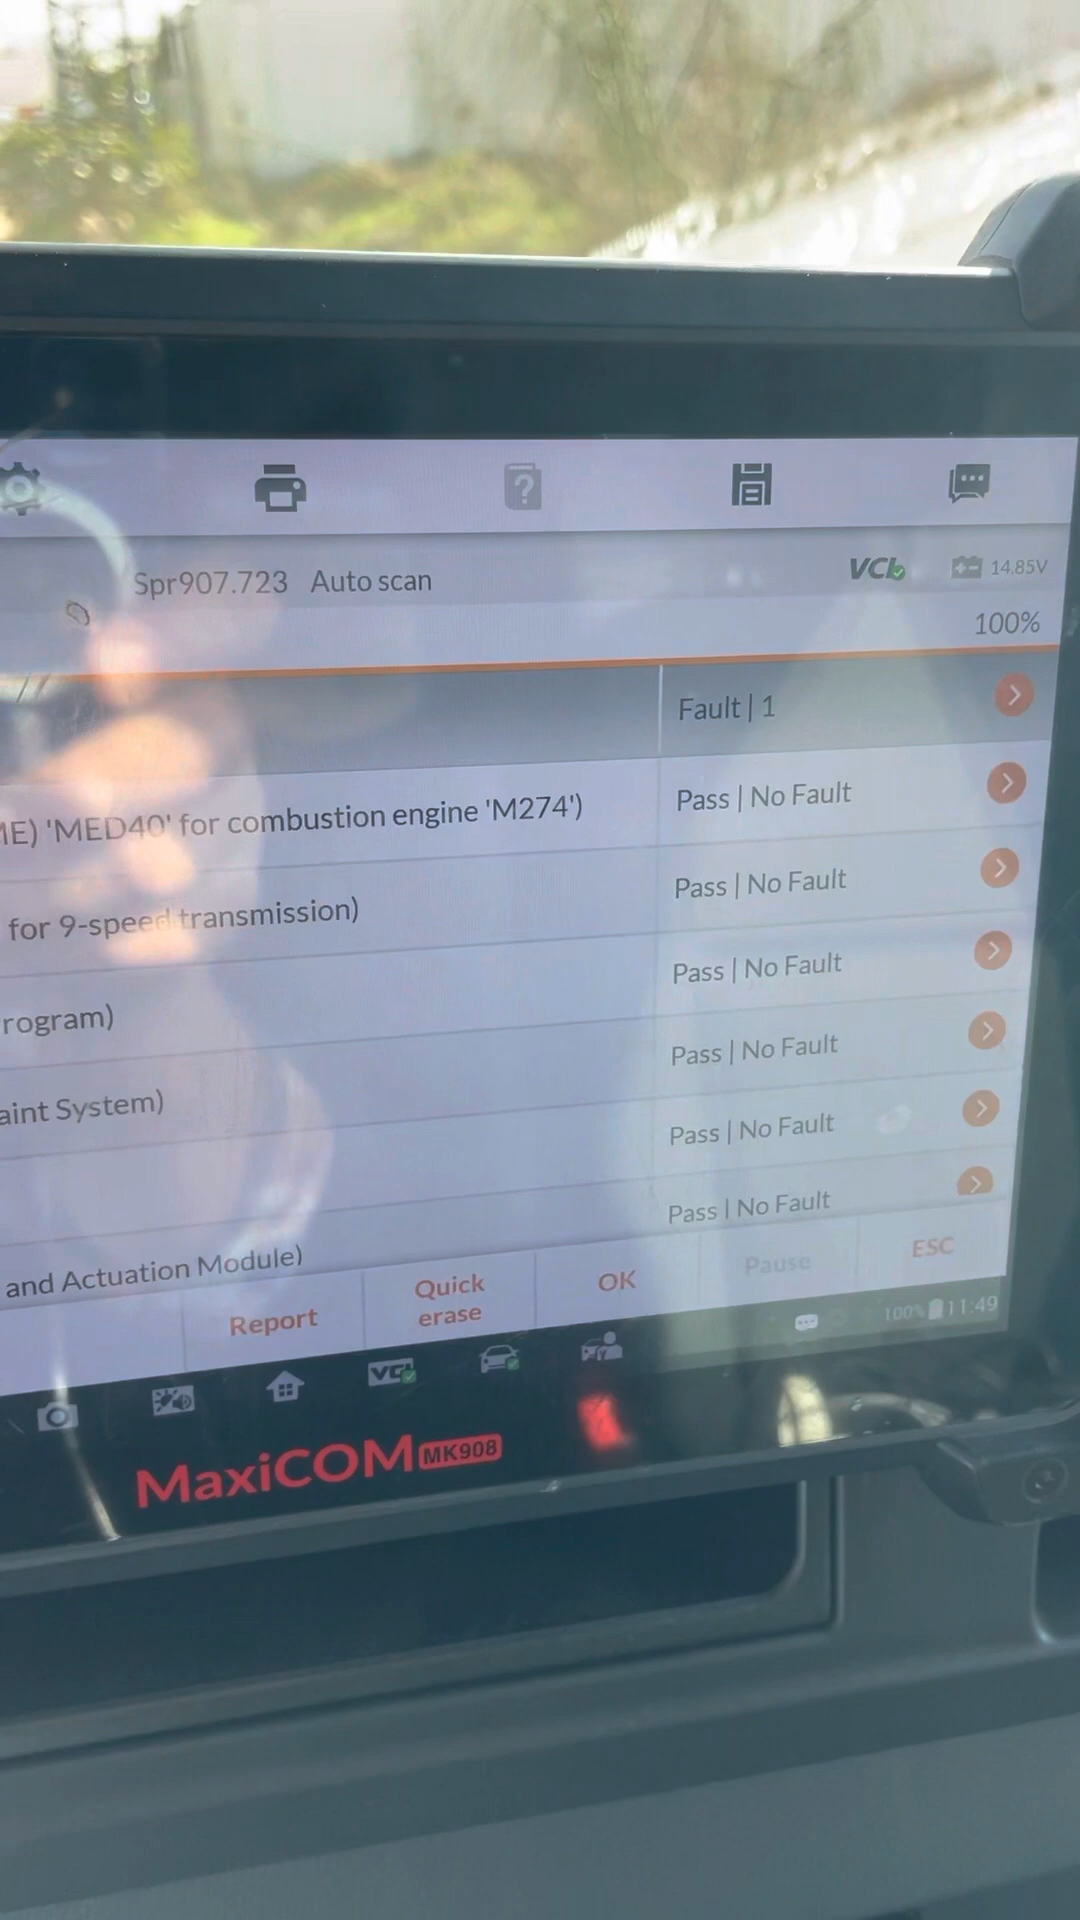 Spr907.723 Auto scan
VCI 14.85V
100%
Fault | 1
'MED40' for combustion engine 'M274') Pass | No Fault
for 9-speed transmission) Pass | No Fault
rogram) Pass | No Fault
aint System) Pass | No Fault
Pass | No Fault
and Actuation Module) Pass | No Fault
Report Quick erase OK Pause ESC
100% 11:49
VCI
MaxiCOM MK908